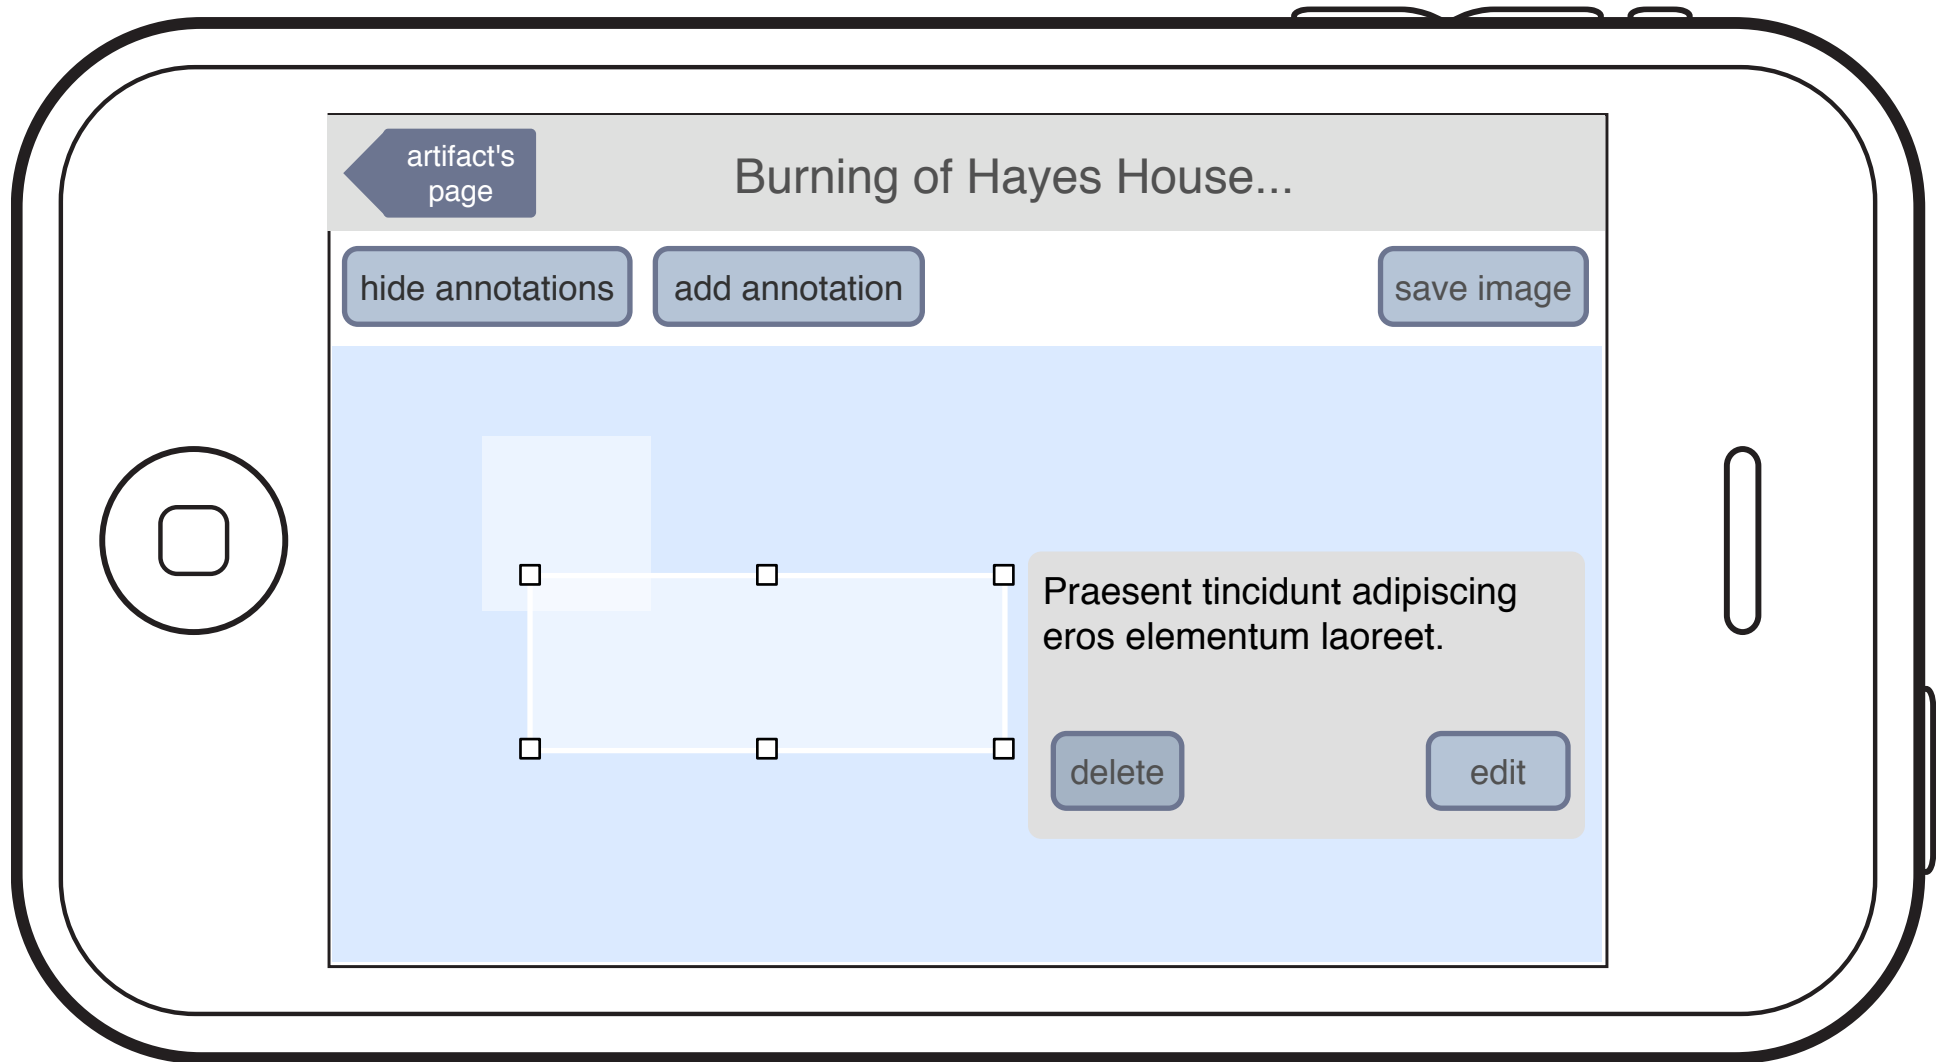 artifact's
page
Burning of Hayes House...
hide annotations
add annotation
save image
Praesent tincidunt adipiscing
eros elementum laoreet.
delete
edit